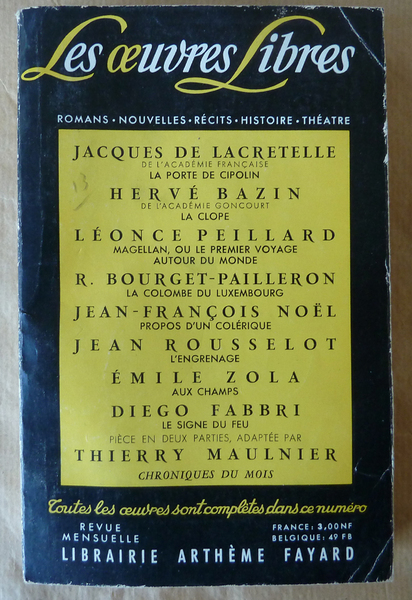 Les œuvres Libres
ROMANS • NOUVELLES • RÉCITS • HISTOIRE • THÉATRE
JACQUES DE LACRETELLE
DE L'ACADÉMIE FRANÇAISE
LA PORTE DE CIPOLIN
HERVÉ BAZIN
DE L'ACADÉMIE GONCOURT
LA CLOPE
LÉONCE PEILLARD
MAGELLAN, OU LE PREMIER VOYAGE
AUTOUR DU MONDE
R. BOURGET-PAILLERON
LA COLOMBE DU LUXEMBOURG
JEAN-FRANÇOIS NOËL
PROPOS D'UN COLÉRIQUE
JEAN ROUSSELOT
L'ENGRENAGE
ÉMILE ZOLA
AUX CHAMPS
DIEGO FABBRI
LE SIGNE DU FEU
PIÈCE EN DEUX PARTIES, ADAPTÉE PAR
THIERRY MAULNIER
CHRONIQUES DU MOIS
Toutes les œuvres sont complètes dans ce numéro
REVUE MENSUELLE
FRANCE : 3,00 NF
BELGIQUE : 49 FB
LIBRAIRIE ARTHÈME FAYARD